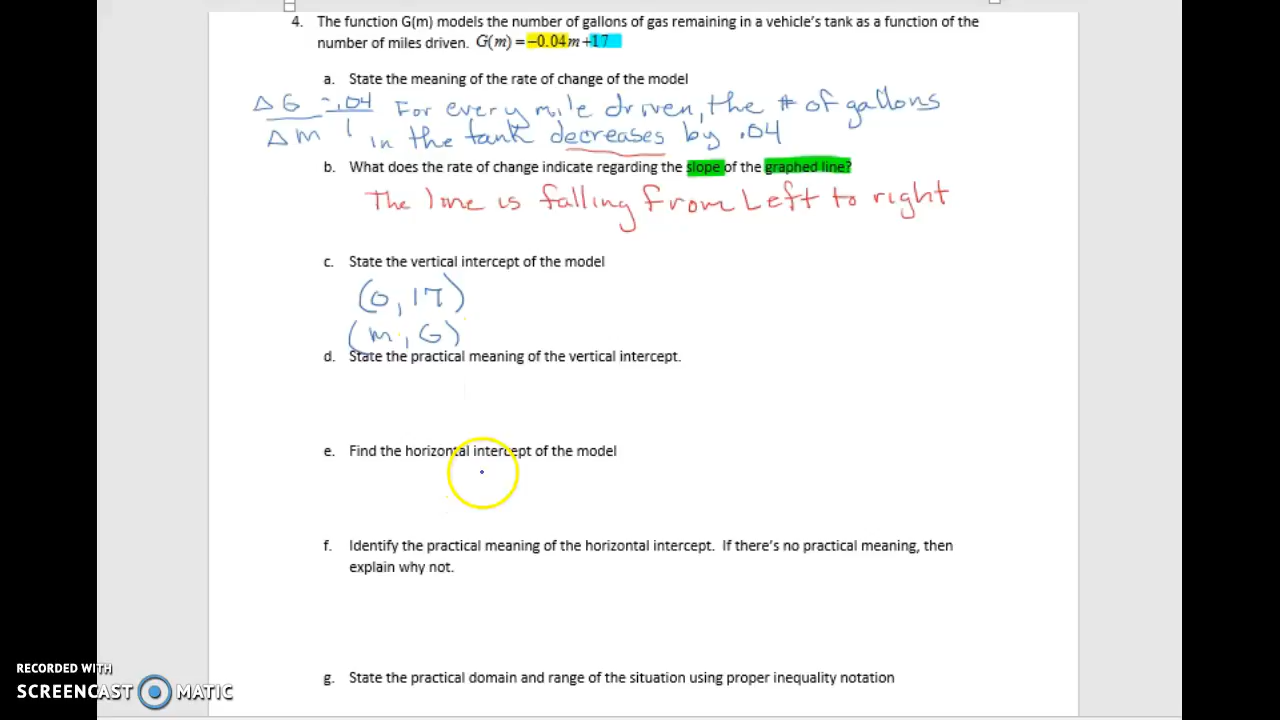 4. The function G(m) models the number of gallons of gas remaining in a vehicle's tank as a function of the
number of miles driven. G(m) = −0.04m+17
a. State the meaning of the rate of change of the model
ΔG -.04 For every mile driven, the # of gallons
Δm 1 in the tank decreases by .04
b. What does the rate of change indicate regarding the slope of the graphed line?
The line is falling from Left to right
c. State the vertical intercept of the model
(0, 17)
(m, G)
d. State the practical meaning of the vertical intercept.
e. Find the horizontal intercept of the model
f. Identify the practical meaning of the horizontal intercept. If there's no practical meaning, then
explain why not.
g. State the practical domain and range of the situation using proper inequality notation
RECORDED WITH
SCREENCAST MATIC